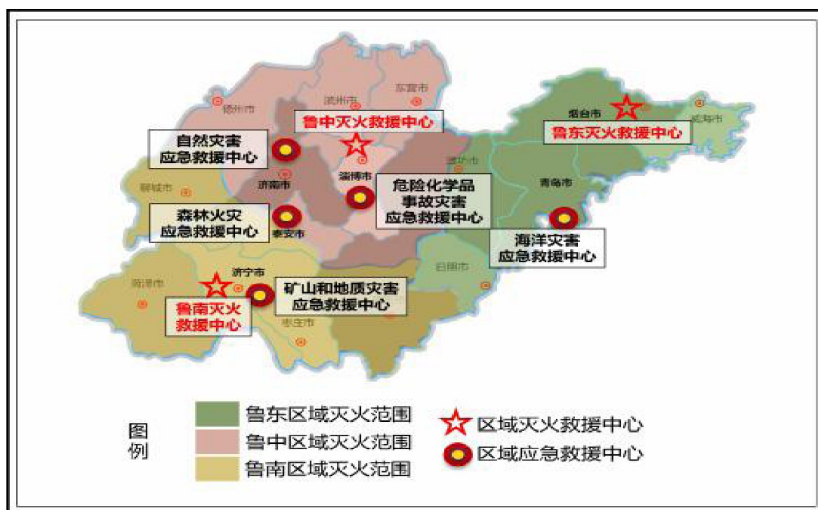 德州市
滨州市
东营市
鲁中灭火救援中心
烟台市
威海市
鲁东灭火救援中心
自然灾害
应急救援中心
聊城市
济南市
淄博市
潍坊市
青岛市
危险化学品
事故灾害
应急救援中心
森林火灾
应急救援中心
泰安市
海洋灾害
应急救援中心
日照市
菏泽市
济宁市
矿山和地质灾害
应急救援中心
鲁南灭火
救援中心
枣庄市
图
例
鲁东区域灭火范围
鲁中区域灭火范围
鲁南区域灭火范围
区域灭火救援中心
区域应急救援中心